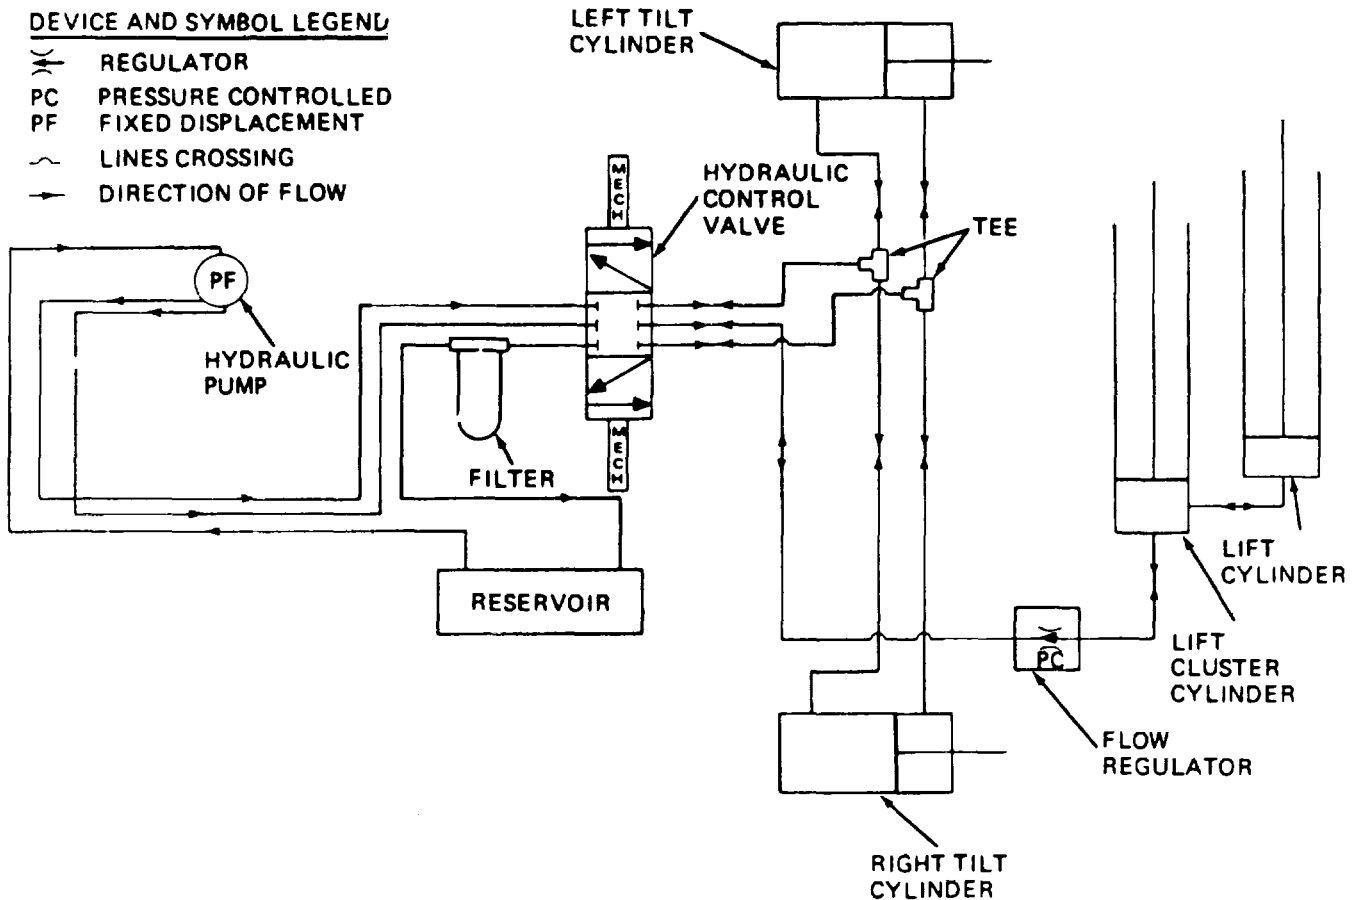 DEVICE AND SYMBOL LEGEND
REGULATOR
PC PRESSURE CONTROLLED
PF FIXED DISPLACEMENT
LINES CROSSING
DIRECTION OF FLOW
LEFT TILT
CYLINDER
MECH
HYDRAULIC
CONTROL
VALVE
TEE
PF
HYDRAULIC
PUMP
FILTER
MECH
RESERVOIR
LIFT
CYLINDER
PC
LIFT
CLUSTER
CYLINDER
FLOW
REGULATOR
RIGHT TILT
CYLINDER